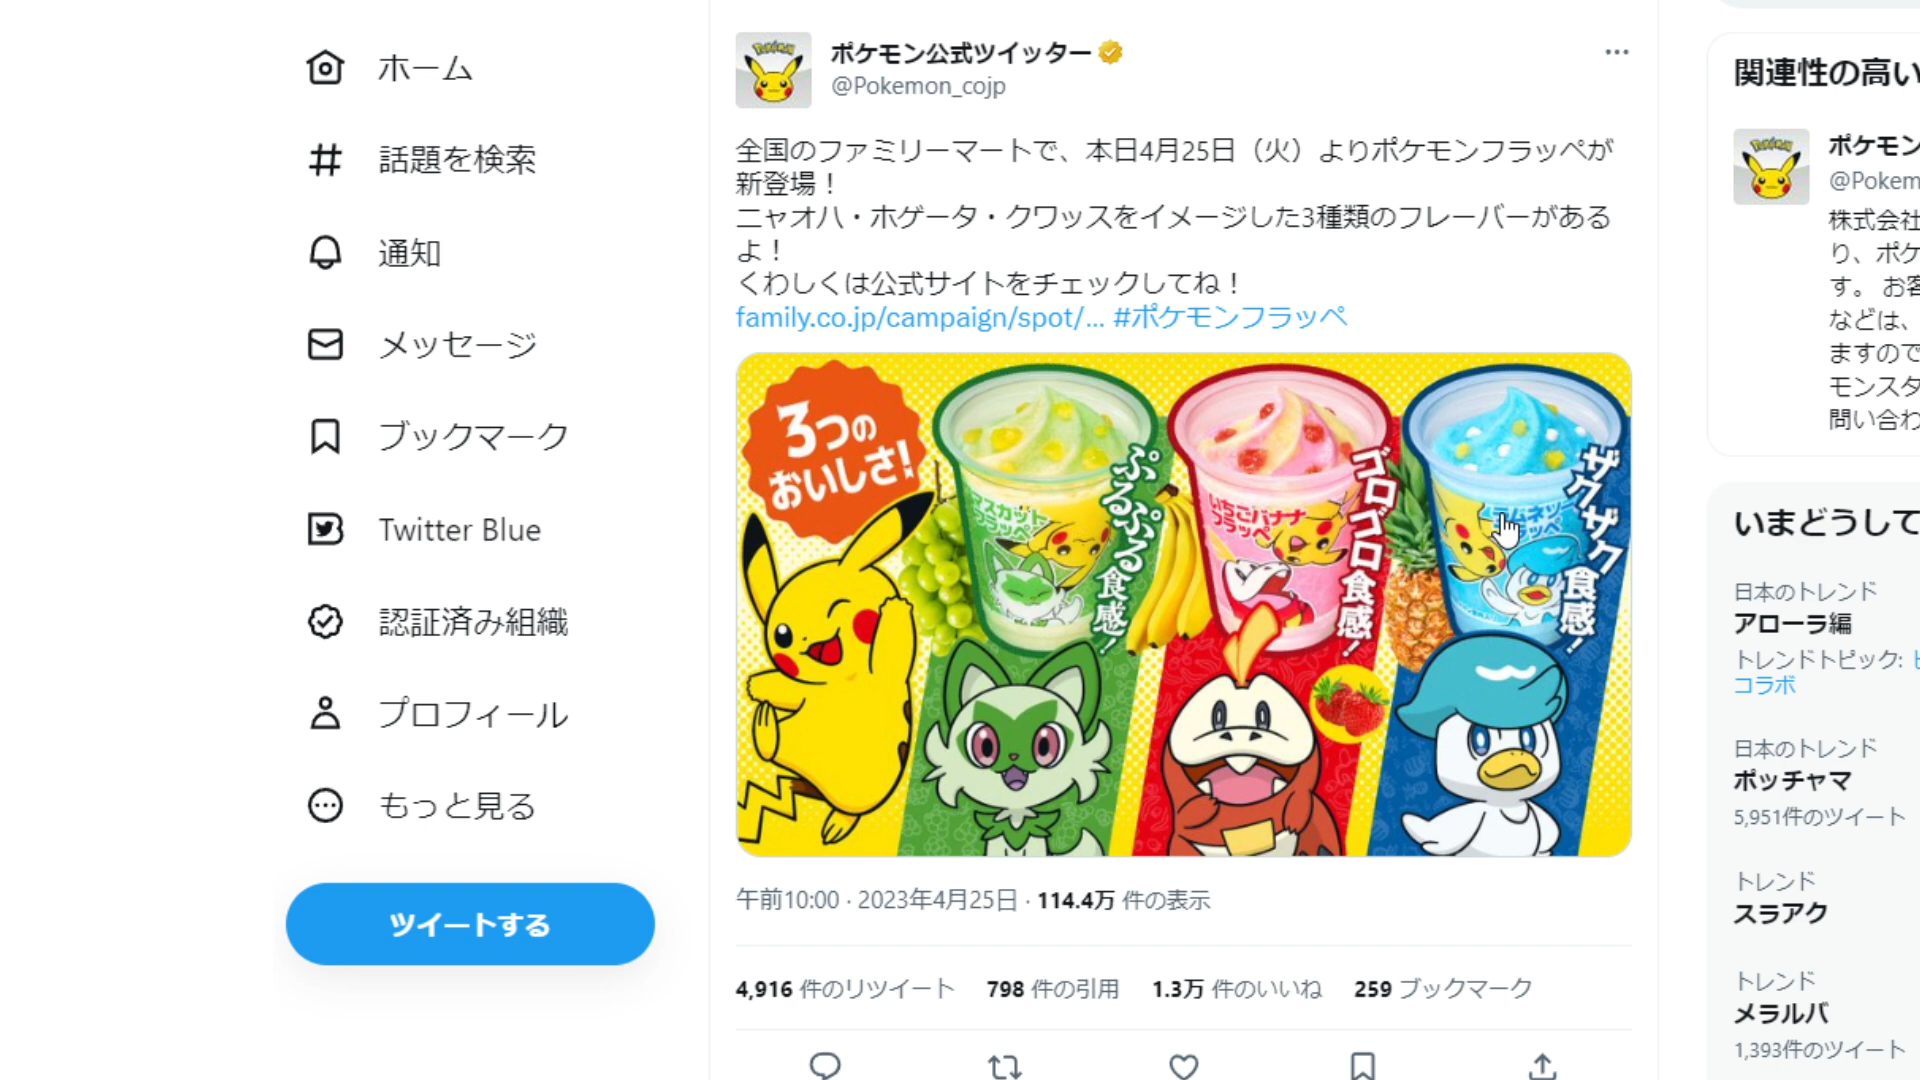 ホーム
話題を検索
通知
メッセージ
ブックマーク
Twitter Blue
認証済み組織
プロフィール
もっと見る
ツイートする
ポケモン公式ツイッター
@Pokemon_cojp
全国のファミリーマートで、本日4月25日（火）よりポケモンフラッペが
新登場！
ニャオハ・ホゲータ・クワッスをイメージした3種類のフレーバーがある
よ！
くわしくは公式サイトをチェックしてね！
family.co.jp/campaign/spot/… #ポケモンフラッペ
3つの
おいしさ!
マスカット
フラッペ
ぷるぷる食感!
いちごバナナ
フラッペ
ゴロゴロ食感!
ザクザク食感!
午前10:00 · 2023年4月25日 · 114.4万 件の表示
4,916 件のリツイート 798 件の引用 1.3万 件のいいね 259 ブックマーク
関連性の高い
ポケモン
@Pokem
株式会社
り、ポケ
す。 お客
などは、
ますので
モンスタ
問い合わ
いまどうして
日本のトレンド
アローラ編
トレンドトピック:
コラボ
日本のトレンド
ポッチャマ
5,951件のツイート
トレンド
スラアク
トレンド
メラルバ
1,393件のツイート